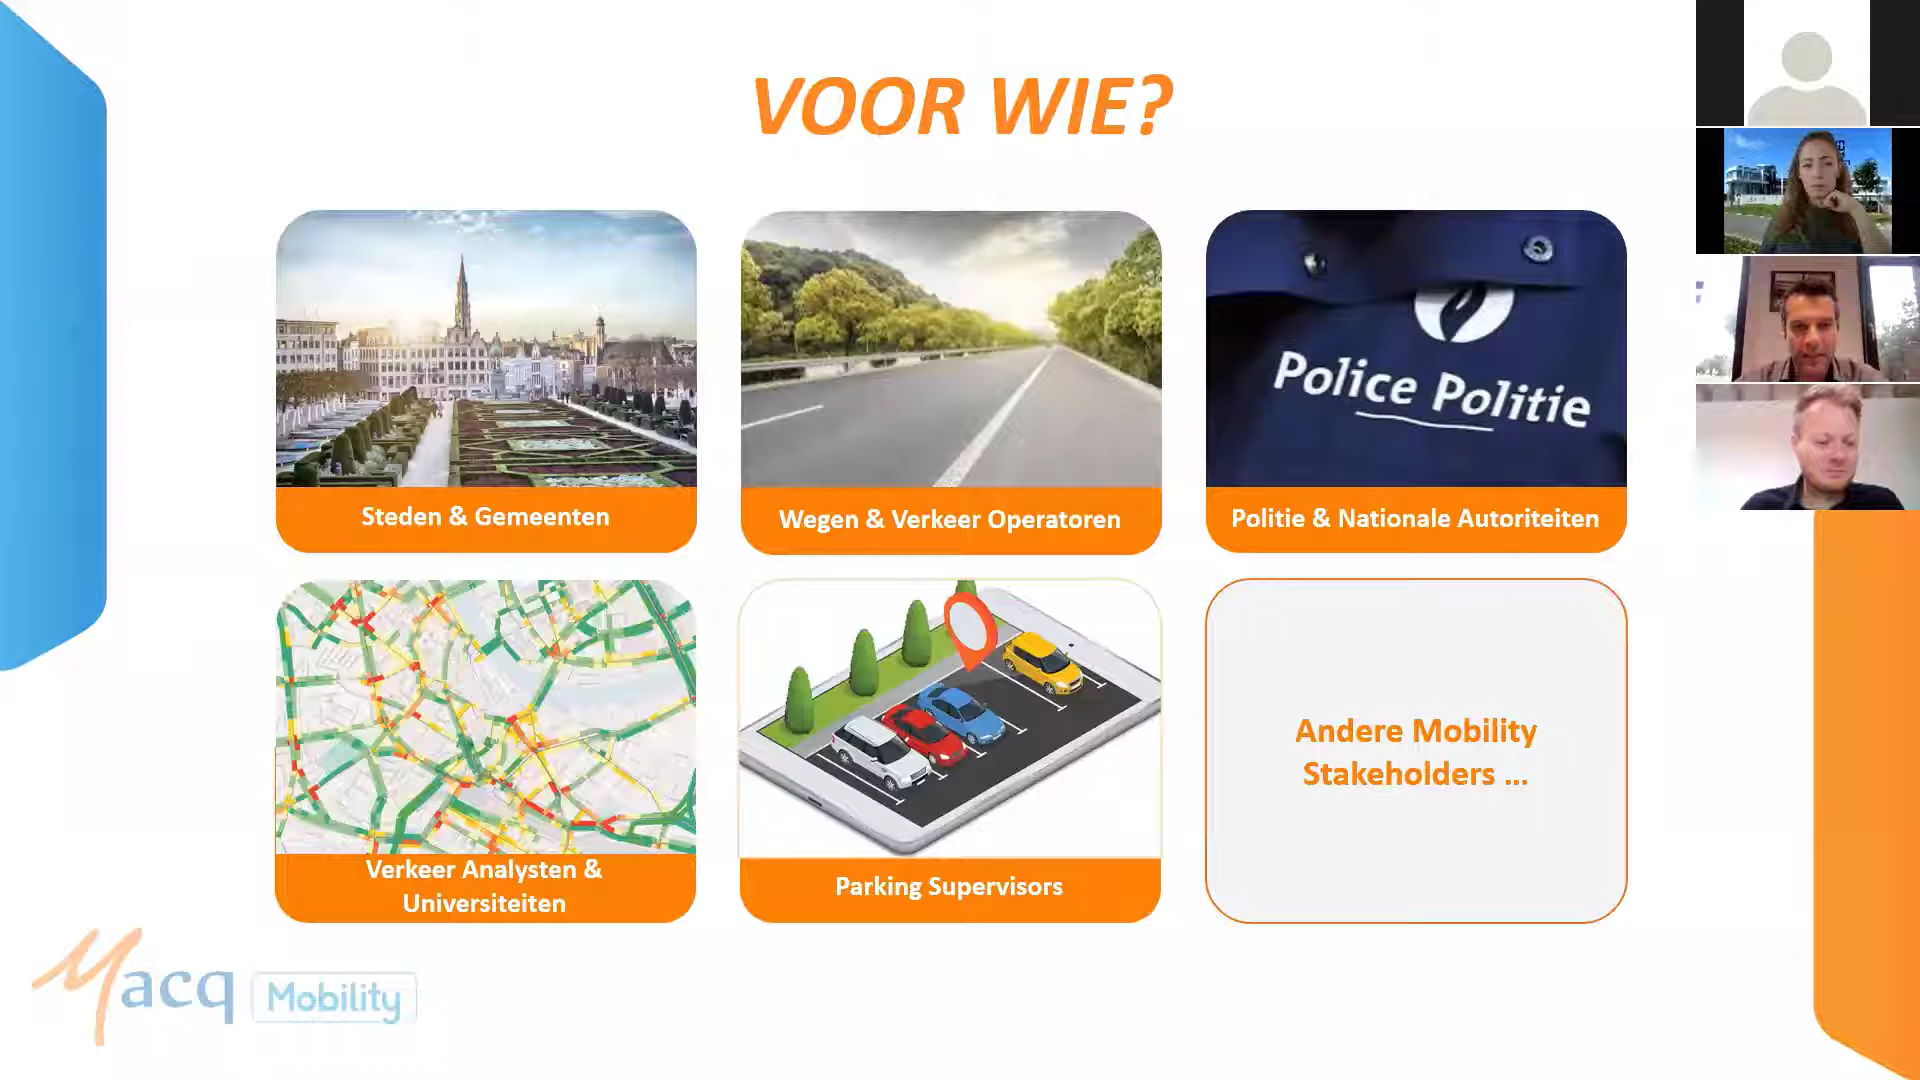 VOOR WIE?
Police Politie
Steden & Gemeenten
Wegen & Verkeer Operatoren
Politie & Nationale Autoriteiten
Andere Mobility
Stakeholders ...
Verkeer Analysten &
Universiteiten
Parking Supervisors
Macq Mobility